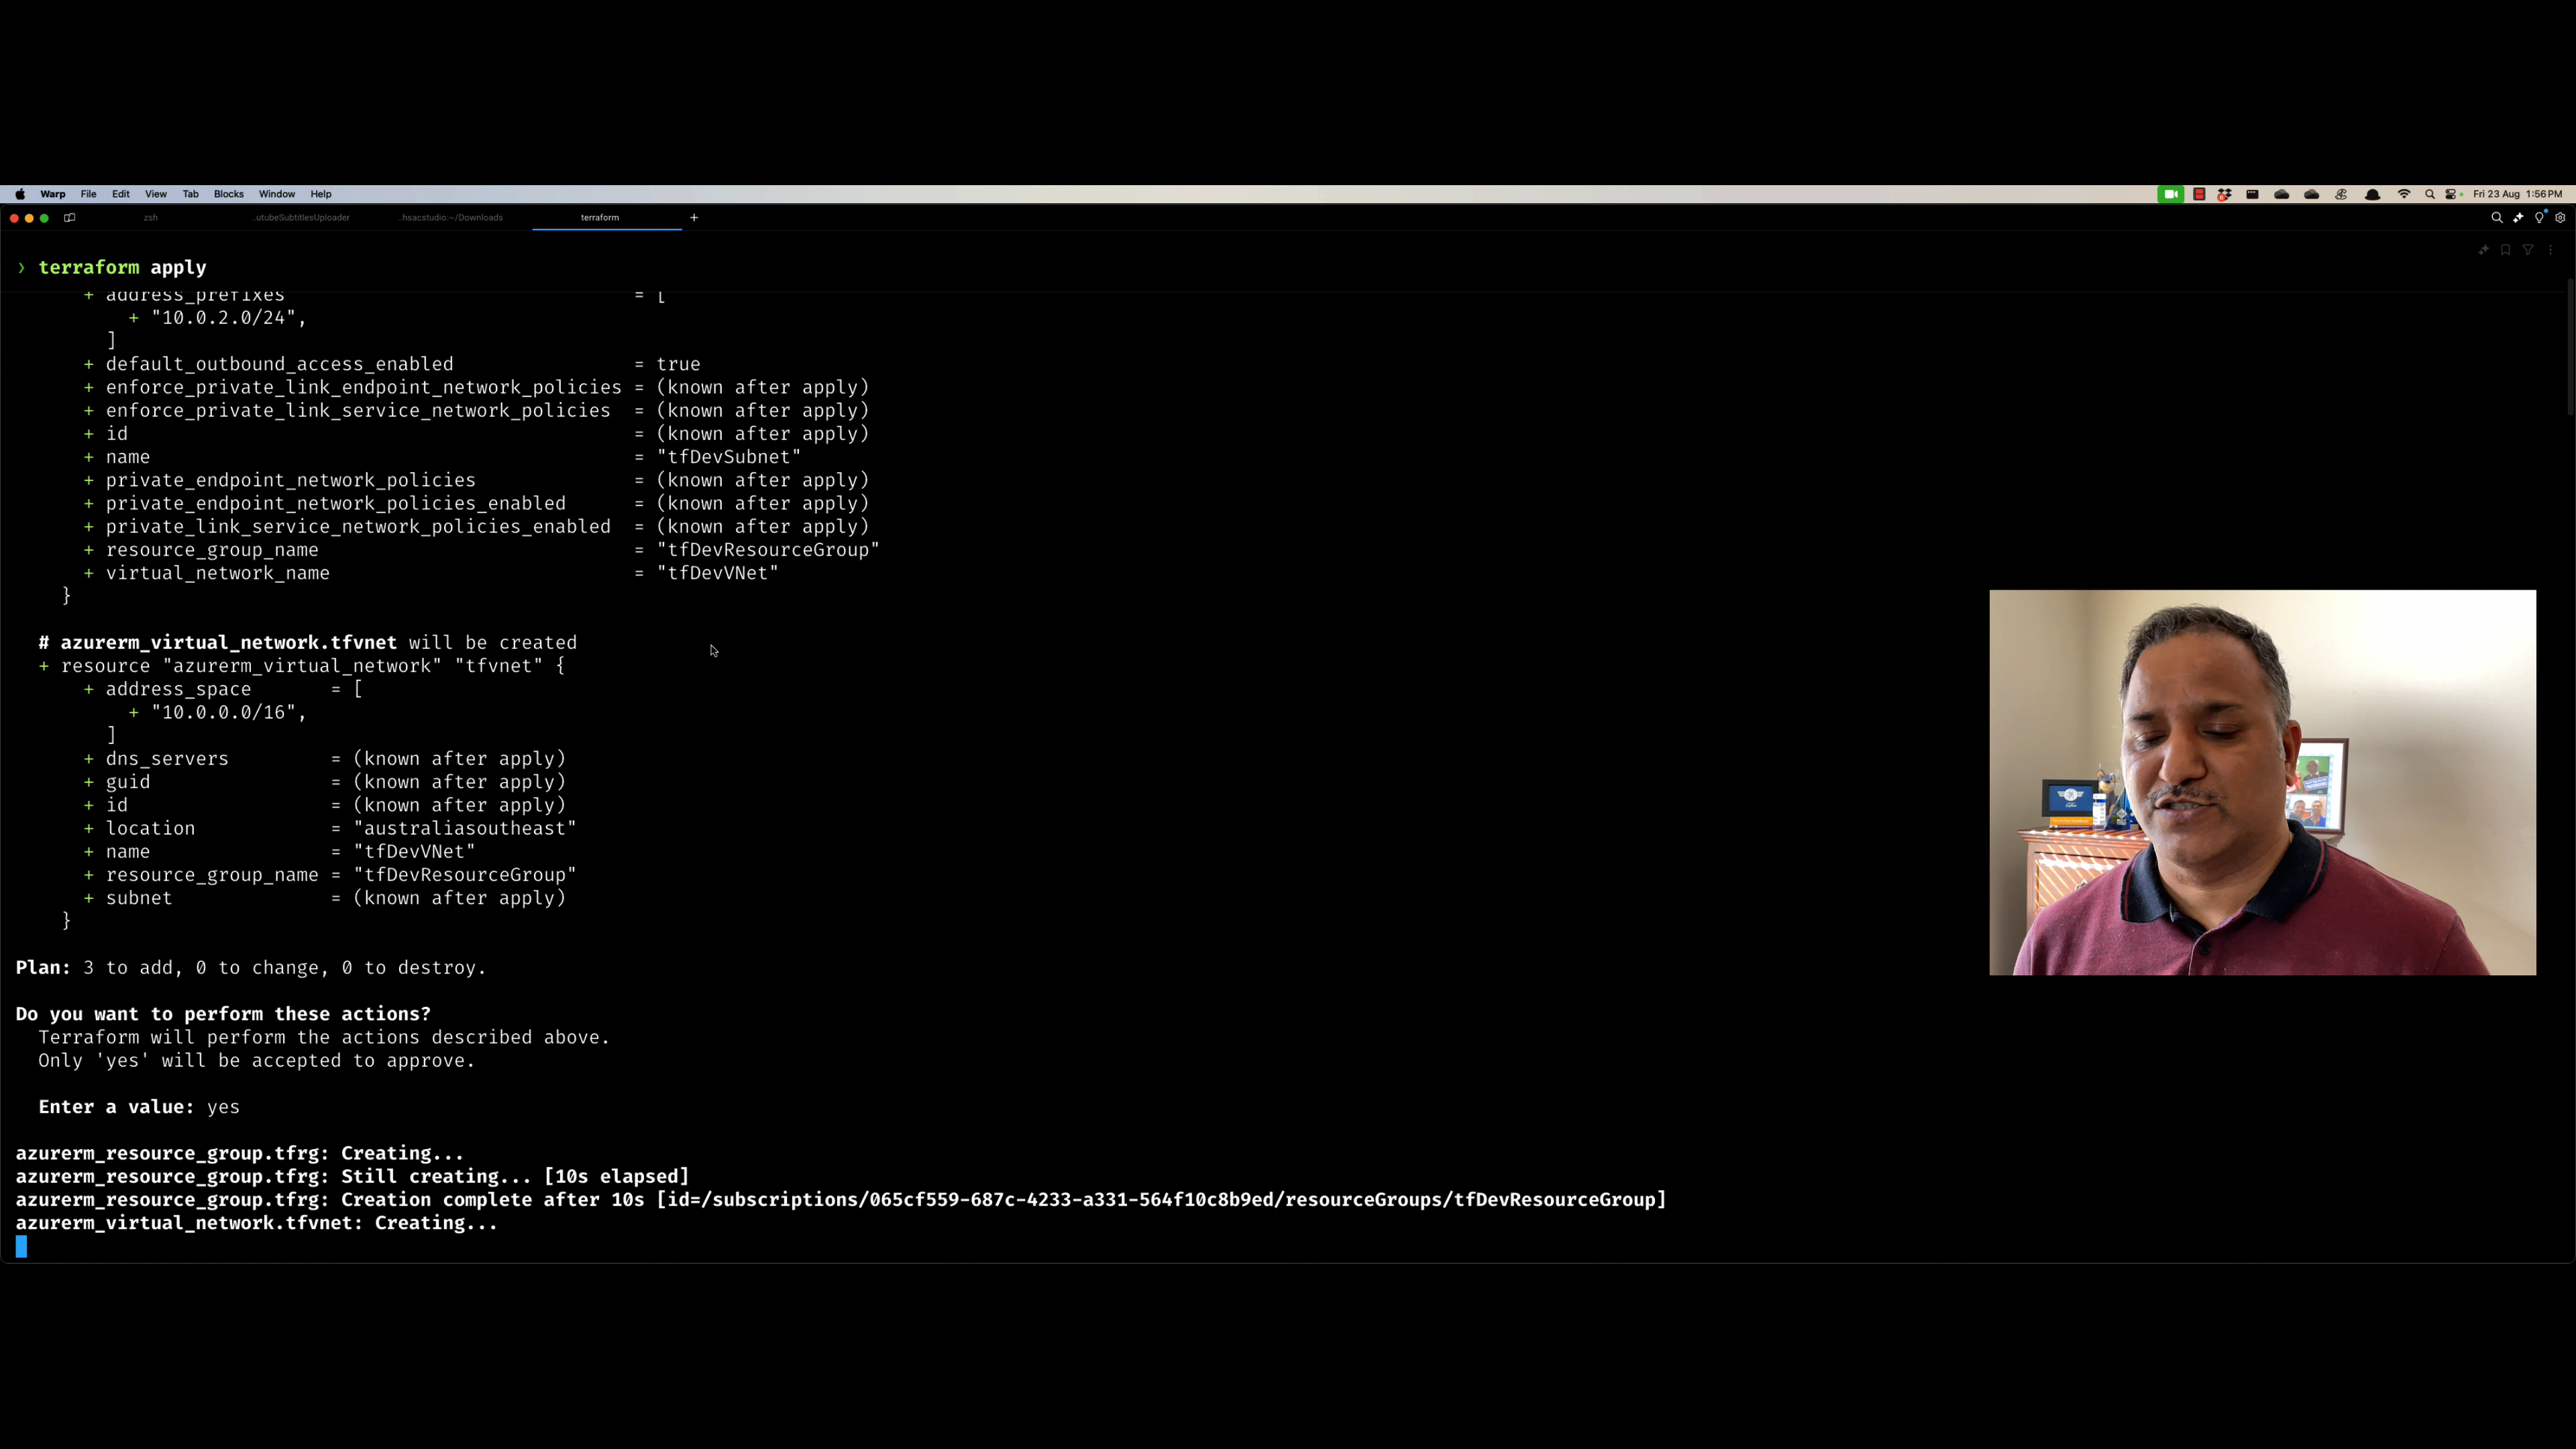 Warp File Edit View Tab Blocks Window Help
Fri 23 Aug 1:56 PM
zsh
..utubeSubtitlesUploader
..hsacstudio:~/Downloads
terraform
+
❯ terraform apply
+ address_prefixes = [
+ "10.0.2.0/24",
]
+ default_outbound_access_enabled = true
+ enforce_private_link_endpoint_network_policies = (known after apply)
+ enforce_private_link_service_network_policies = (known after apply)
+ id = (known after apply)
+ name = "tfDevSubnet"
+ private_endpoint_network_policies = (known after apply)
+ private_endpoint_network_policies_enabled = (known after apply)
+ private_link_service_network_policies_enabled = (known after apply)
+ resource_group_name = "tfDevResourceGroup"
+ virtual_network_name = "tfDevVNet"
}
# azurerm_virtual_network.tfvnet will be created
+ resource "azurerm_virtual_network" "tfvnet" {
+ address_space = [
+ "10.0.0.0/16",
]
+ dns_servers = (known after apply)
+ guid = (known after apply)
+ id = (known after apply)
+ location = "australiasoutheast"
+ name = "tfDevVNet"
+ resource_group_name = "tfDevResourceGroup"
+ subnet = (known after apply)
}
Plan: 3 to add, 0 to change, 0 to destroy.
Do you want to perform these actions?
Terraform will perform the actions described above.
Only 'yes' will be accepted to approve.
Enter a value: yes
azurerm_resource_group.tfrg: Creating...
azurerm_resource_group.tfrg: Still creating... [10s elapsed]
azurerm_resource_group.tfrg: Creation complete after 10s [id=/subscriptions/065cf559-687c-4233-a331-564f10c8b9ed/resourceGroups/tfDevResourceGroup]
azurerm_virtual_network.tfvnet: Creating...